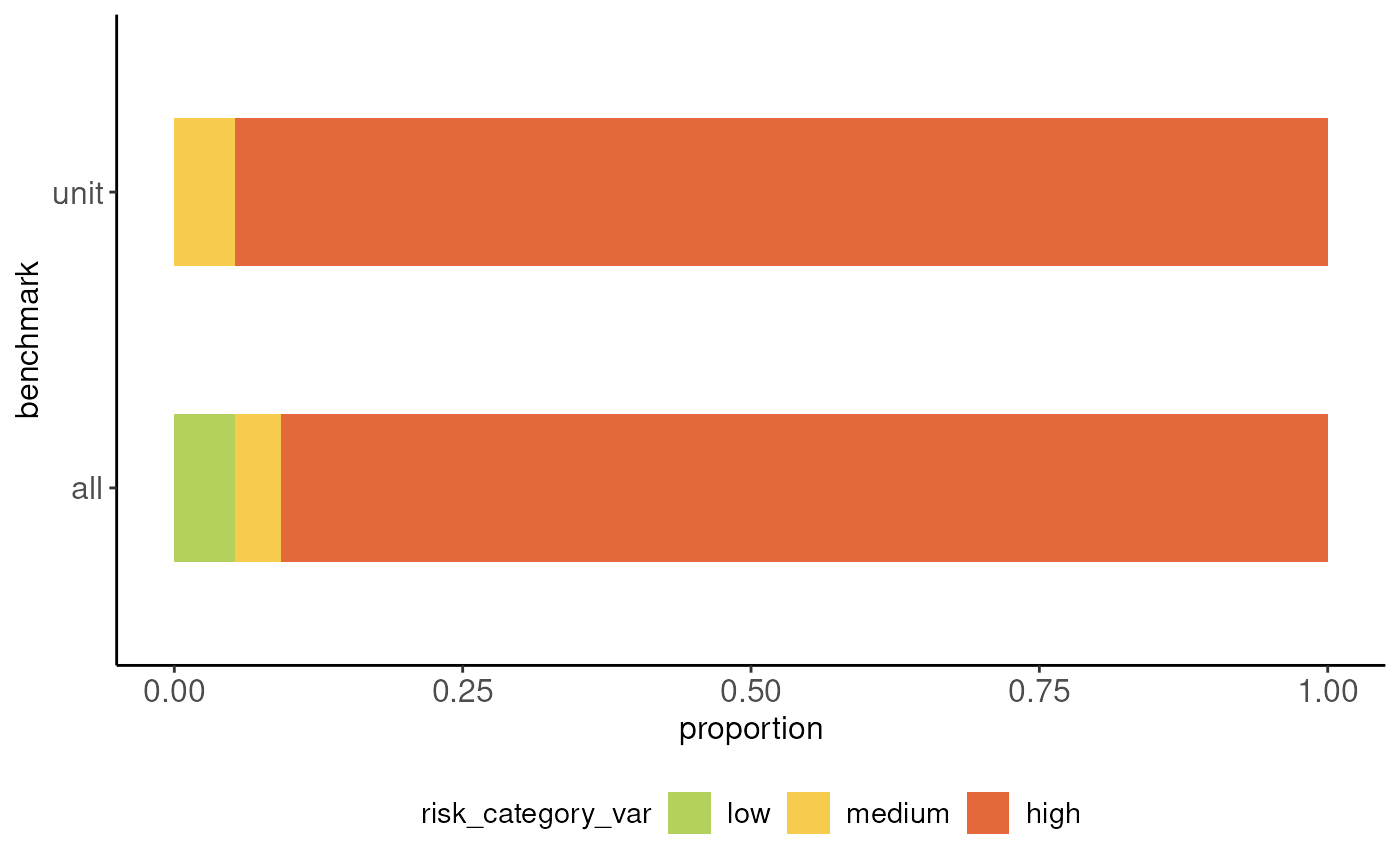 benchmark
unit
all
0.00 0.25 0.50 0.75 1.00
proportion
risk_category_var low medium high